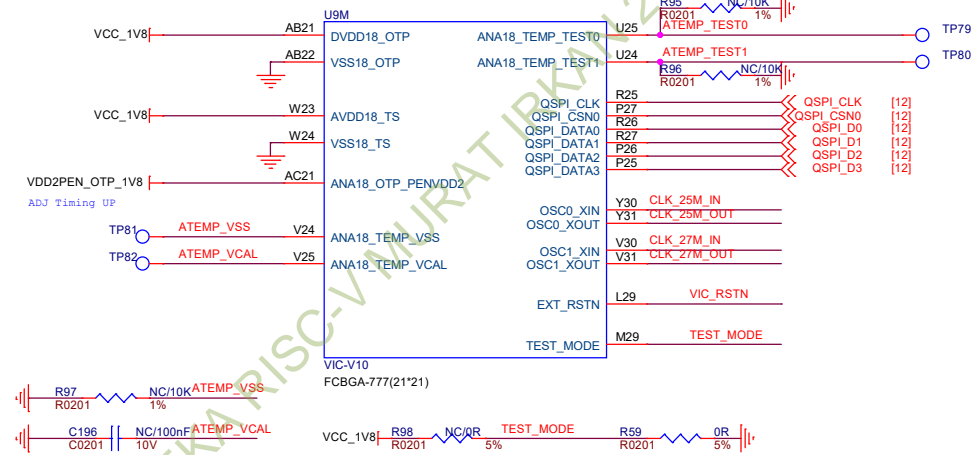 R95 NC/10K
R0201 1%
U9M
VCC_1V8 AB21 DVDD18_OTP ANA18_TEMP_TEST0 U25 ATEMP_TEST0 TP79
AB22 VSS18_OTP ANA18_TEMP_TEST1 U24 ATEMP_TEST1 TP80
R96 NC/10K
R0201 1%
VCC_1V8 W23 AVDD18_TS
QSPI_CLK R25 QSPI_CLK [12]
QSPI_CSN0 P27 QSPI_CSN0 [12]
QSPI_DATA0 R26 QSPI_D0 [12]
W24 VSS18_TS QSPI_DATA1 R27 QSPI_D1 [12]
QSPI_DATA2 P26 QSPI_D2 [12]
QSPI_DATA3 P25 QSPI_D3 [12]
VDD2PEN_OTP_1V8 AC21 ANA18_OTP_PENVDD2
ADJ Timing UP
OSC0_XIN Y30 CLK_25M_IN
OSC0_XOUT Y31 CLK_25M_OUT
TP81 ATEMP_VSS V24 ANA18_TEMP_VSS
OSC1_XIN V30 CLK_27M_IN
TP82 ATEMP_VCAL V25 ANA18_TEMP_VCAL OSC1_XOUT V31 CLK_27M_OUT
EXT_RSTN L29 VIC_RSTN
TEST_MODE M29 TEST_MODE
VIC-V10
FCBGA-777(21*21)
R97 NC/10K ATEMP_VSS
R0201 1%
C196 NC/100nF ATEMP_VCAL
C0201 10V
VCC_1V8 R98 NC/0R TEST_MODE R59 0R
R0201 5% R0201 5%
RISC-V MURAT IRKAN